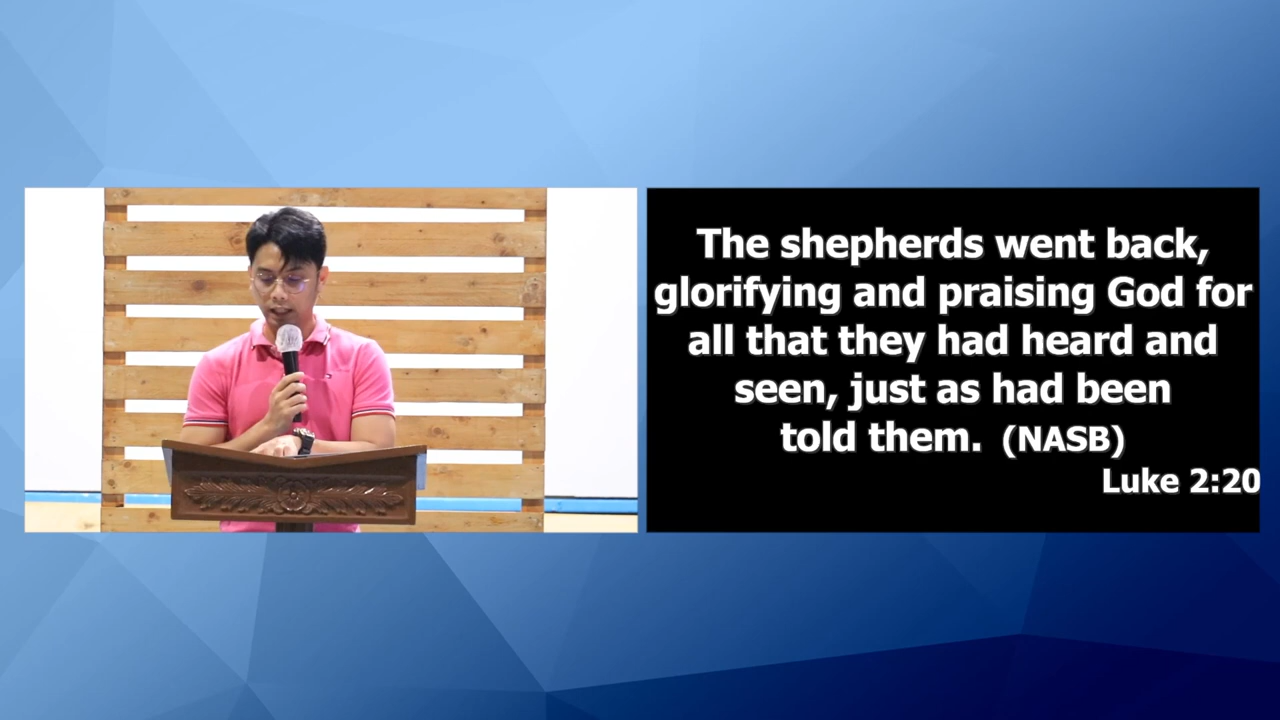 The shepherds went back,
glorifying and praising God for
all that they had heard and
seen, just as had been
told them. (NASB)
Luke 2:20